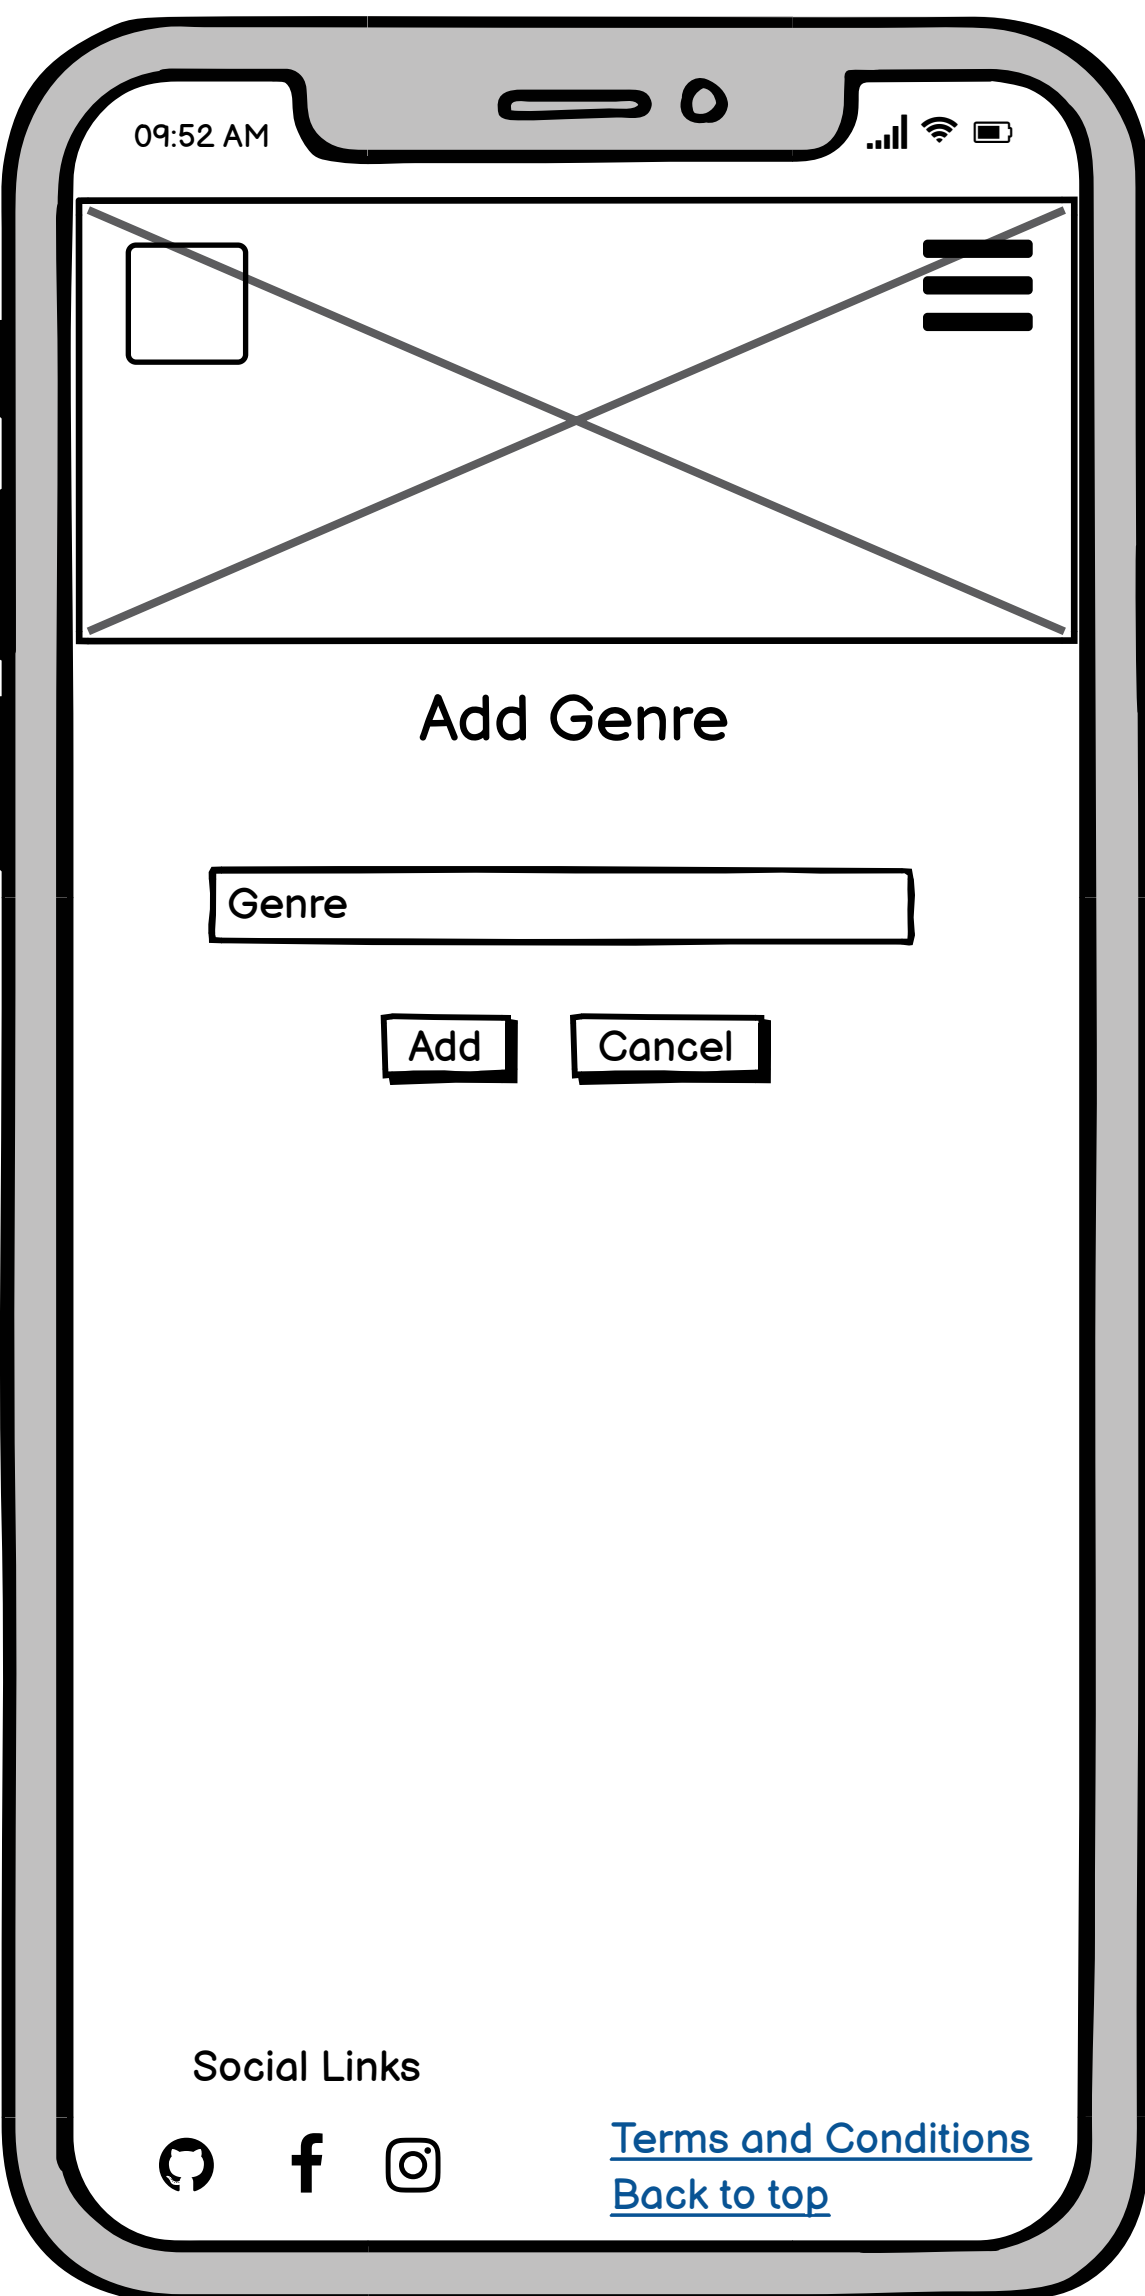 09:52 AM
Add Genre
Genre
Add Cancel
Social Links
Terms and Conditions
Back to top